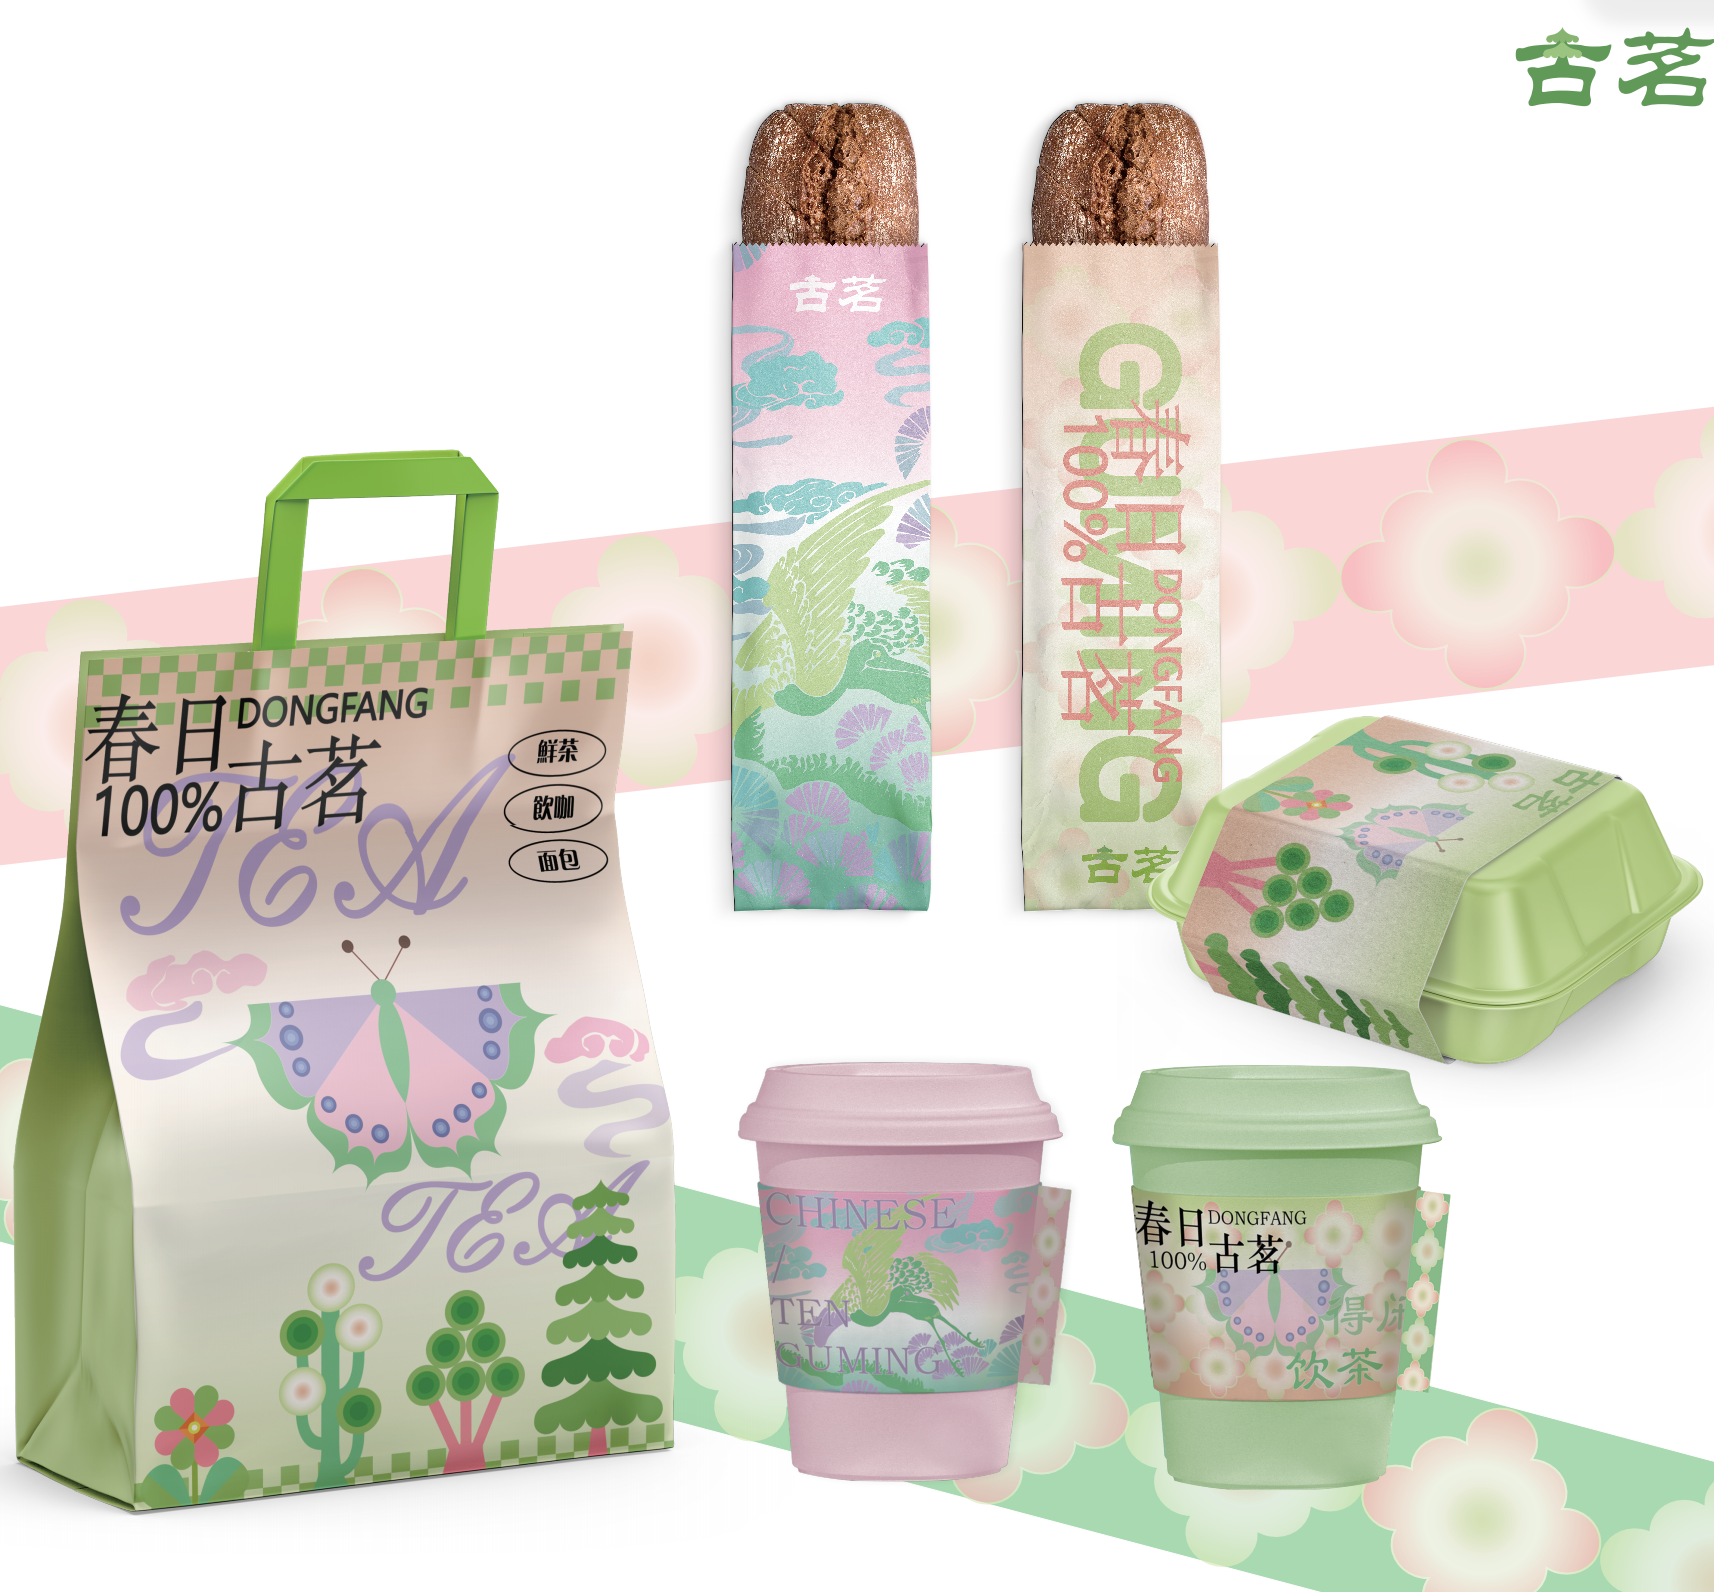 古茗
古茗
GUMING
春日古茗
100%
DONGFANG
古茗
春日 DONGFANG
100% 古茗
TEA
鮮茶
飲咖
面包
TEA
古茗
CHINESE
/
TEN
GUMING
春日 DONGFANG
100% 古茗
得闲
饮茶